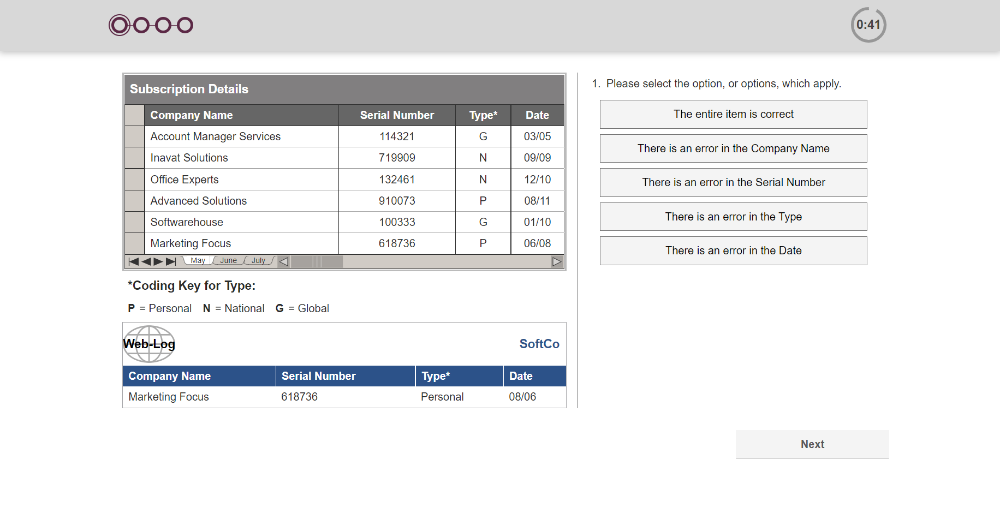 0:41
Subscription Details
Company Name Serial Number Type* Date
Account Manager Services 114321 G 03/05
Inavat Solutions 719909 N 09/09
Office Experts 132461 N 12/10
Advanced Solutions 910073 P 08/11
Softwarehouse 100333 G 01/10
Marketing Focus 618736 P 06/08
May June July
*Coding Key for Type:
P = Personal N = National G = Global
Web-Log SoftCo
Company Name Serial Number Type* Date
Marketing Focus 618736 Personal 08/06
1. Please select the option, or options, which apply.
The entire item is correct
There is an error in the Company Name
There is an error in the Serial Number
There is an error in the Type
There is an error in the Date
Next